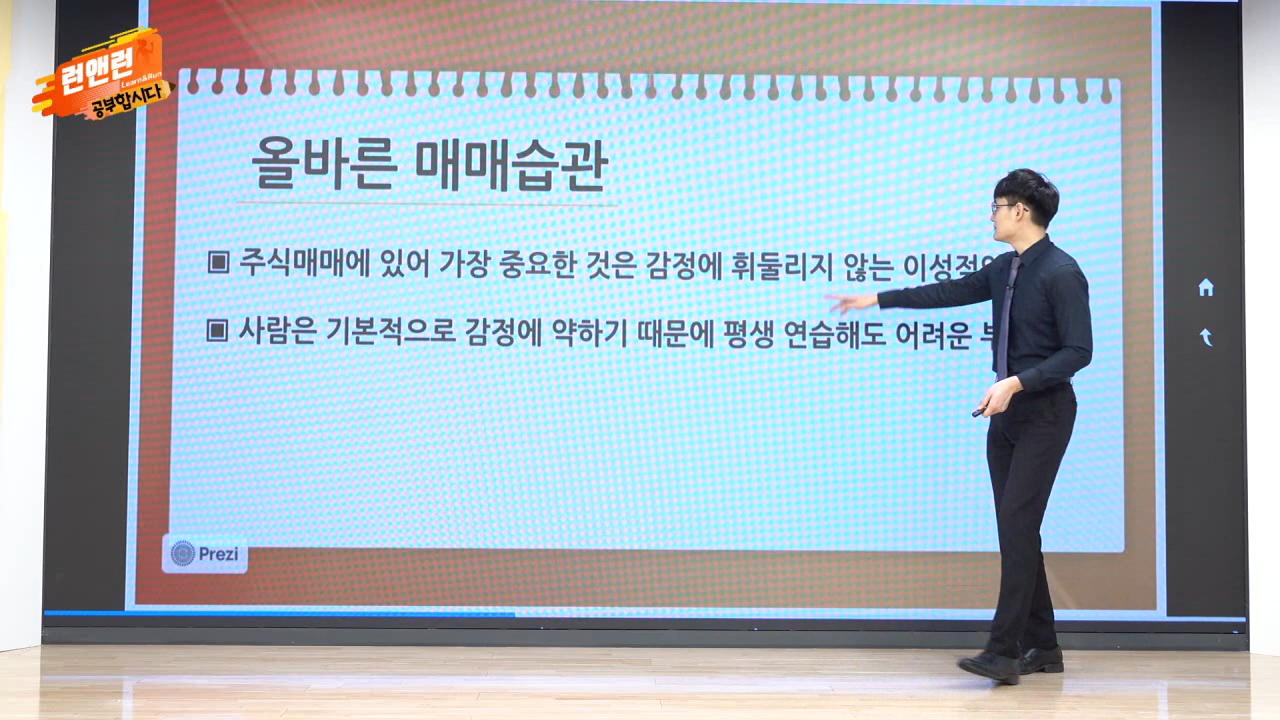 런앤런
Learn&Run
공부합시다
올바른 매매습관
▣ 주식매매에 있어 가장 중요한 것은 감정에 휘둘리지 않는
▣ 사람은 기본적으로 감정에 약하기 때문에 평생 연습해도 어려운
Prezi